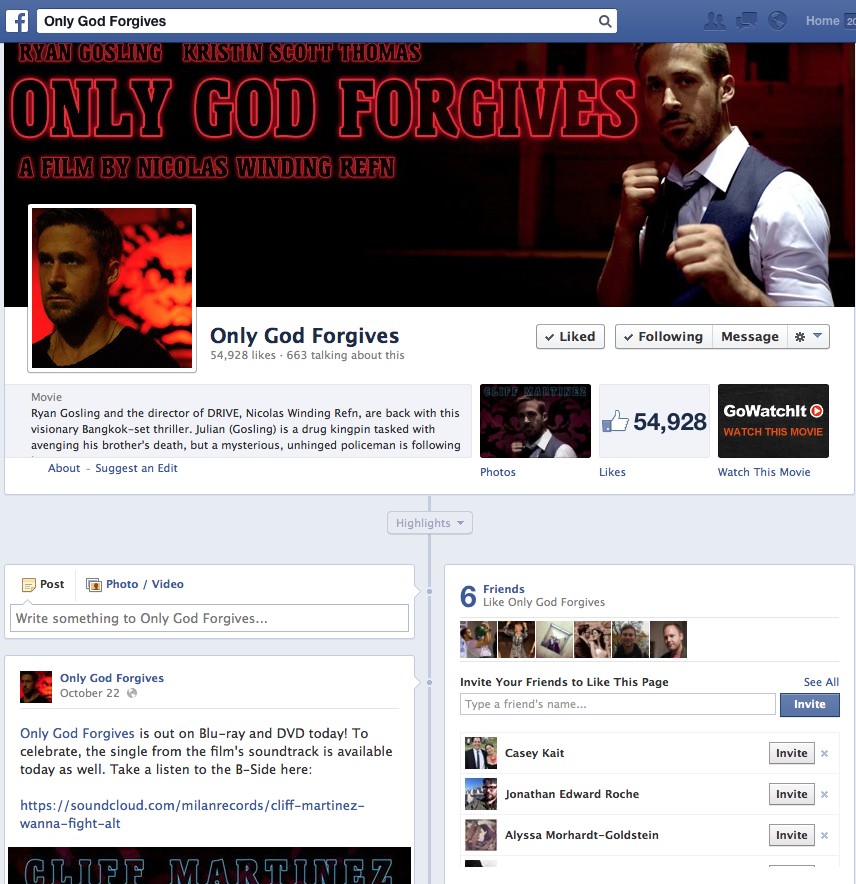 f
Only God Forgives
Home
20
RYAN GOSLING KRISTIN SCOTT THOMAS
ONLY GOD FORGIVES
A FILM BY NICOLAS WINDING REFN
Only God Forgives
54,928 likes · 663 talking about this
Liked
Following
Message
Movie
Ryan Gosling and the director of DRIVE, Nicolas Winding Refn, are back with this
visionary Bangkok-set thriller. Julian (Gosling) is a drug kingpin tasked with
avenging his brother's death, but a mysterious, unhinged policeman is following
About - Suggest an Edit
CLIFF MARTINEZ
Photos
54,928
Likes
GoWatchIt
WATCH THIS MOVIE
Watch This Movie
Highlights
Post
Photo / Video
Write something to Only God Forgives...
Only God Forgives
October 22
Only God Forgives is out on Blu-ray and DVD today! To
celebrate, the single from the film's soundtrack is available
today as well. Take a listen to the B-Side here:
https://soundcloud.com/milanrecords/cliff-martinez-
wanna-fight-alt
CLIFF MARTINEZ
6 Friends
Like Only God Forgives
Invite Your Friends to Like This Page
See All
Type a friend's name...
Invite
Casey Kait
Invite
Jonathan Edward Roche
Invite
Alyssa Morhardt-Goldstein
Invite